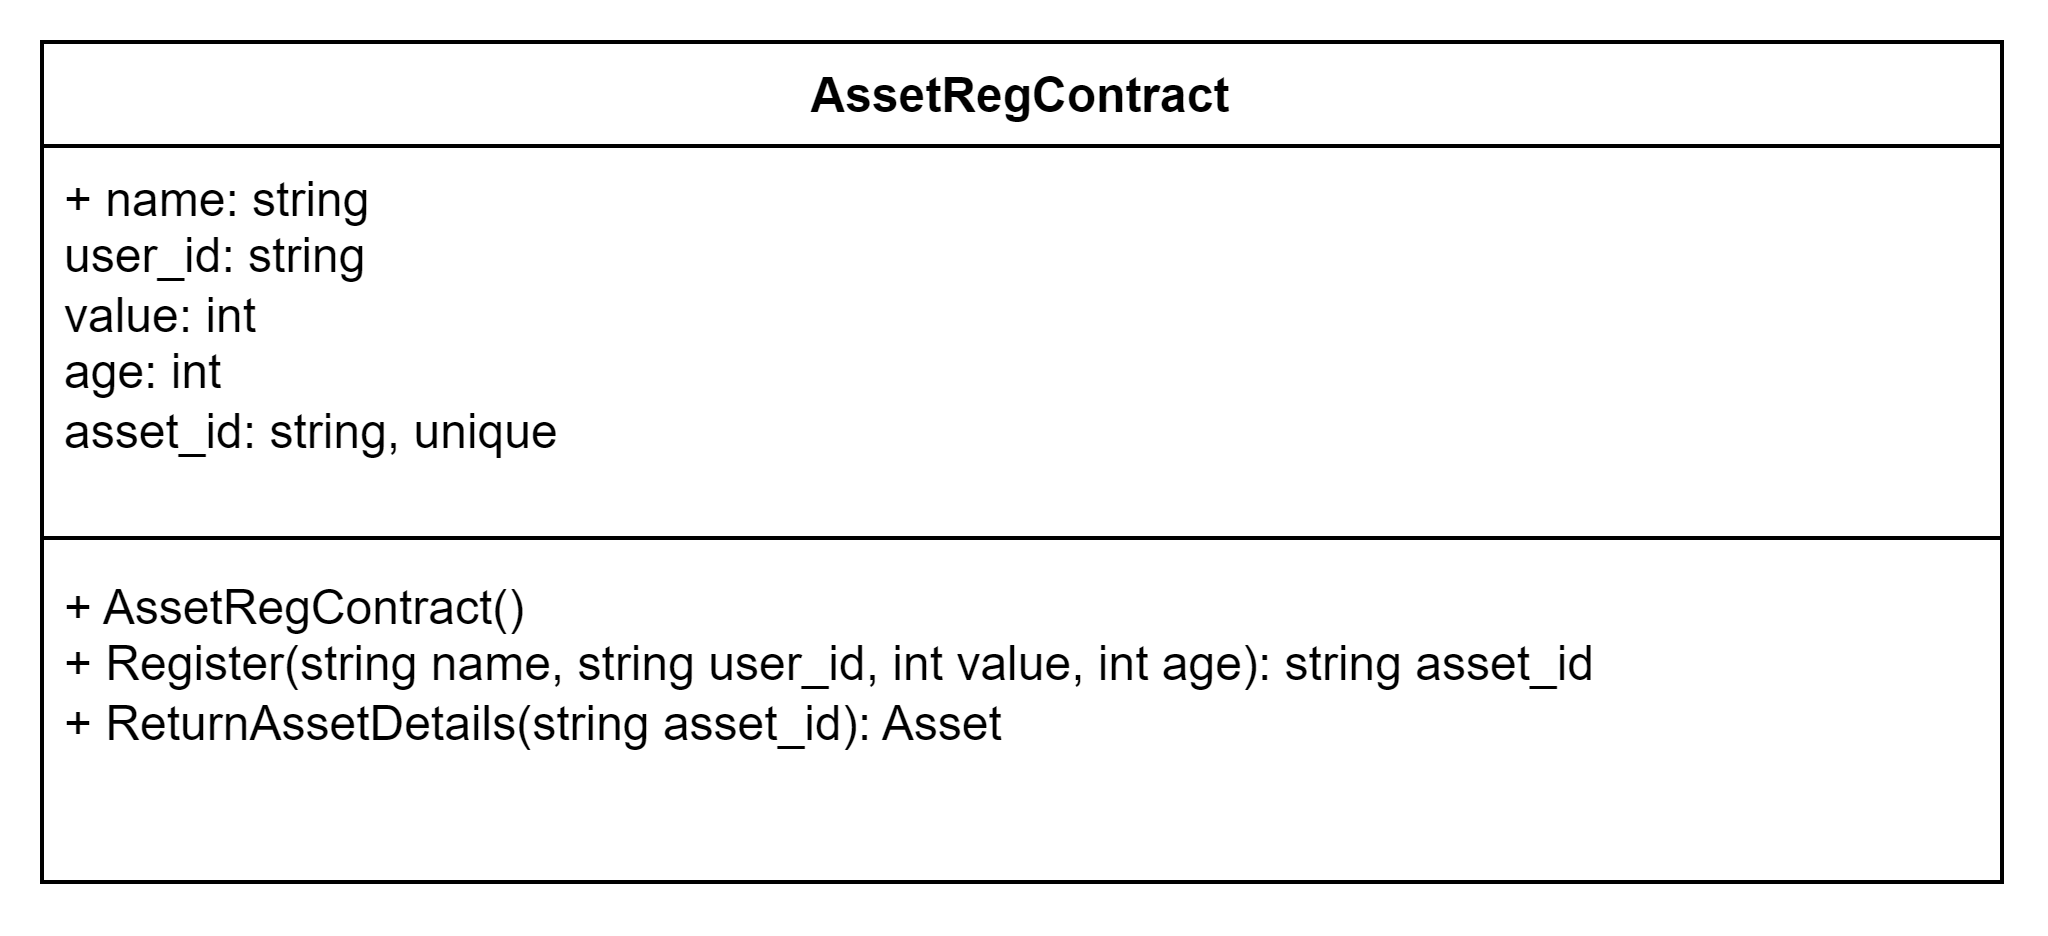 AssetRegContract
+ name: string
user_id: string
value: int
age: int
asset_id: string, unique
+ AssetRegContract()
+ Register(string name, string user_id, int value, int age): string asset_id
+ ReturnAssetDetails(string asset_id): Asset